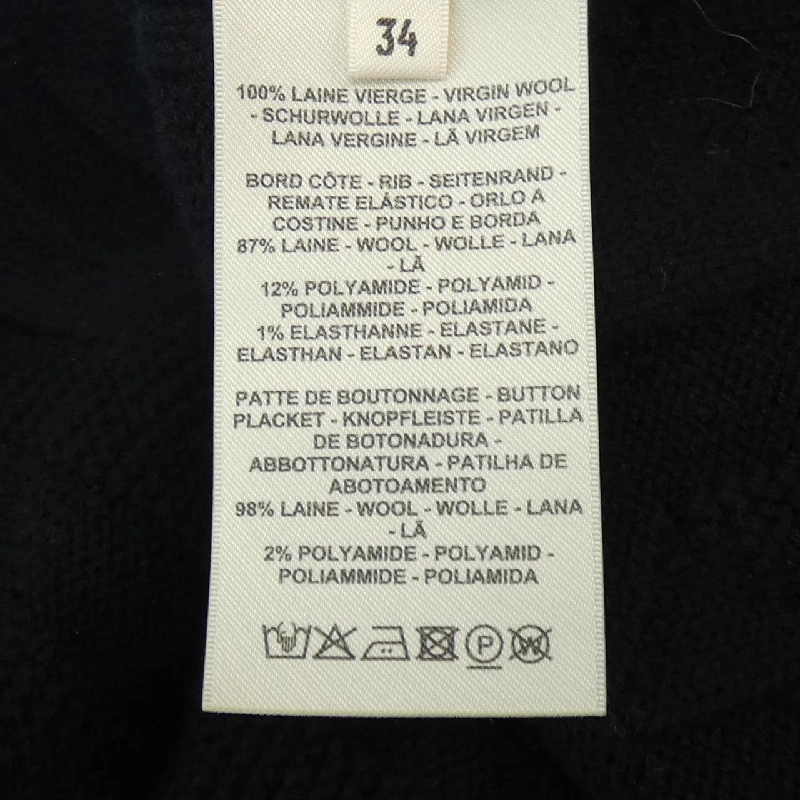 34
100% LAINE VIERGE - VIRGIN WOOL
- SCHURWOLLE - LANA VIRGEN -
LANA VERGINE - LÃ VIRGEM
BORD CÔTE - RIB - SEITENRAND -
REMATE ELÁSTICO - ORLO A
COSTINE - PUNHO E BORDA
87% LAINE - WOOL - WOLLE - LANA
- LÃ
12% POLYAMIDE - POLYAMID -
POLIAMMIDE - POLIAMIDA
1% ELASTHANNE - ELASTANE -
ELASTHAN - ELASTAN - ELASTANO
PATTE DE BOUTONNAGE - BUTTON
PLACKET - KNOPFLEISTE - PATILLA
DE BOTONADURA -
ABBOTTONATURA - PATILHA DE
ABOTOAMENTO
98% LAINE - WOOL - WOLLE - LANA
- LÃ
2% POLYAMIDE - POLYAMID -
POLIAMMIDE - POLIAMIDA
P W